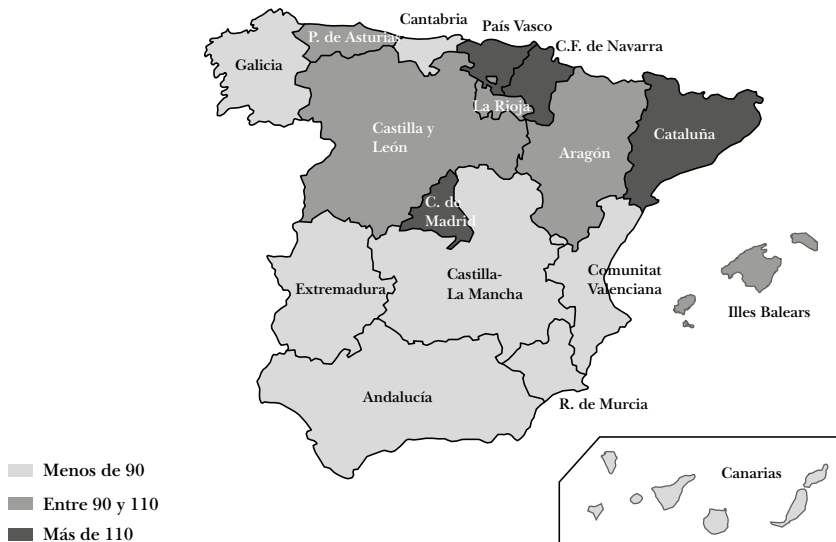 Cantabria
País Vasco
P. de Asturias
C.F. de Navarra
Galicia
La Rioja
Castilla y
León
Cataluña
Aragón
C. de
Madrid
Castilla-
La Mancha
Comunitat
Valenciana
Extremadura
Illes Balears
Andalucía
R. de Murcia
Canarias
Menos de 90
Entre 90 y 110
Más de 110